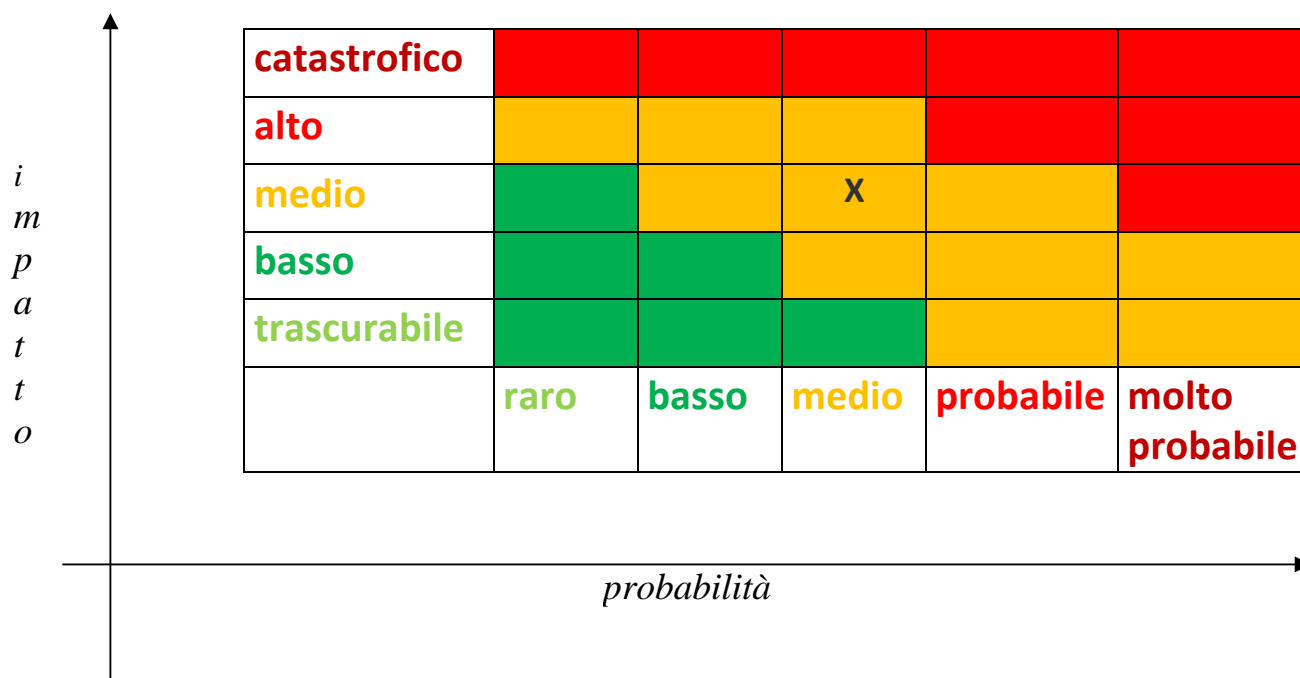 catastrofico
alto
medio X
basso
trascurabile
raro basso medio probabile molto
probabile
i
m
p
a
t
t
o
probabilità